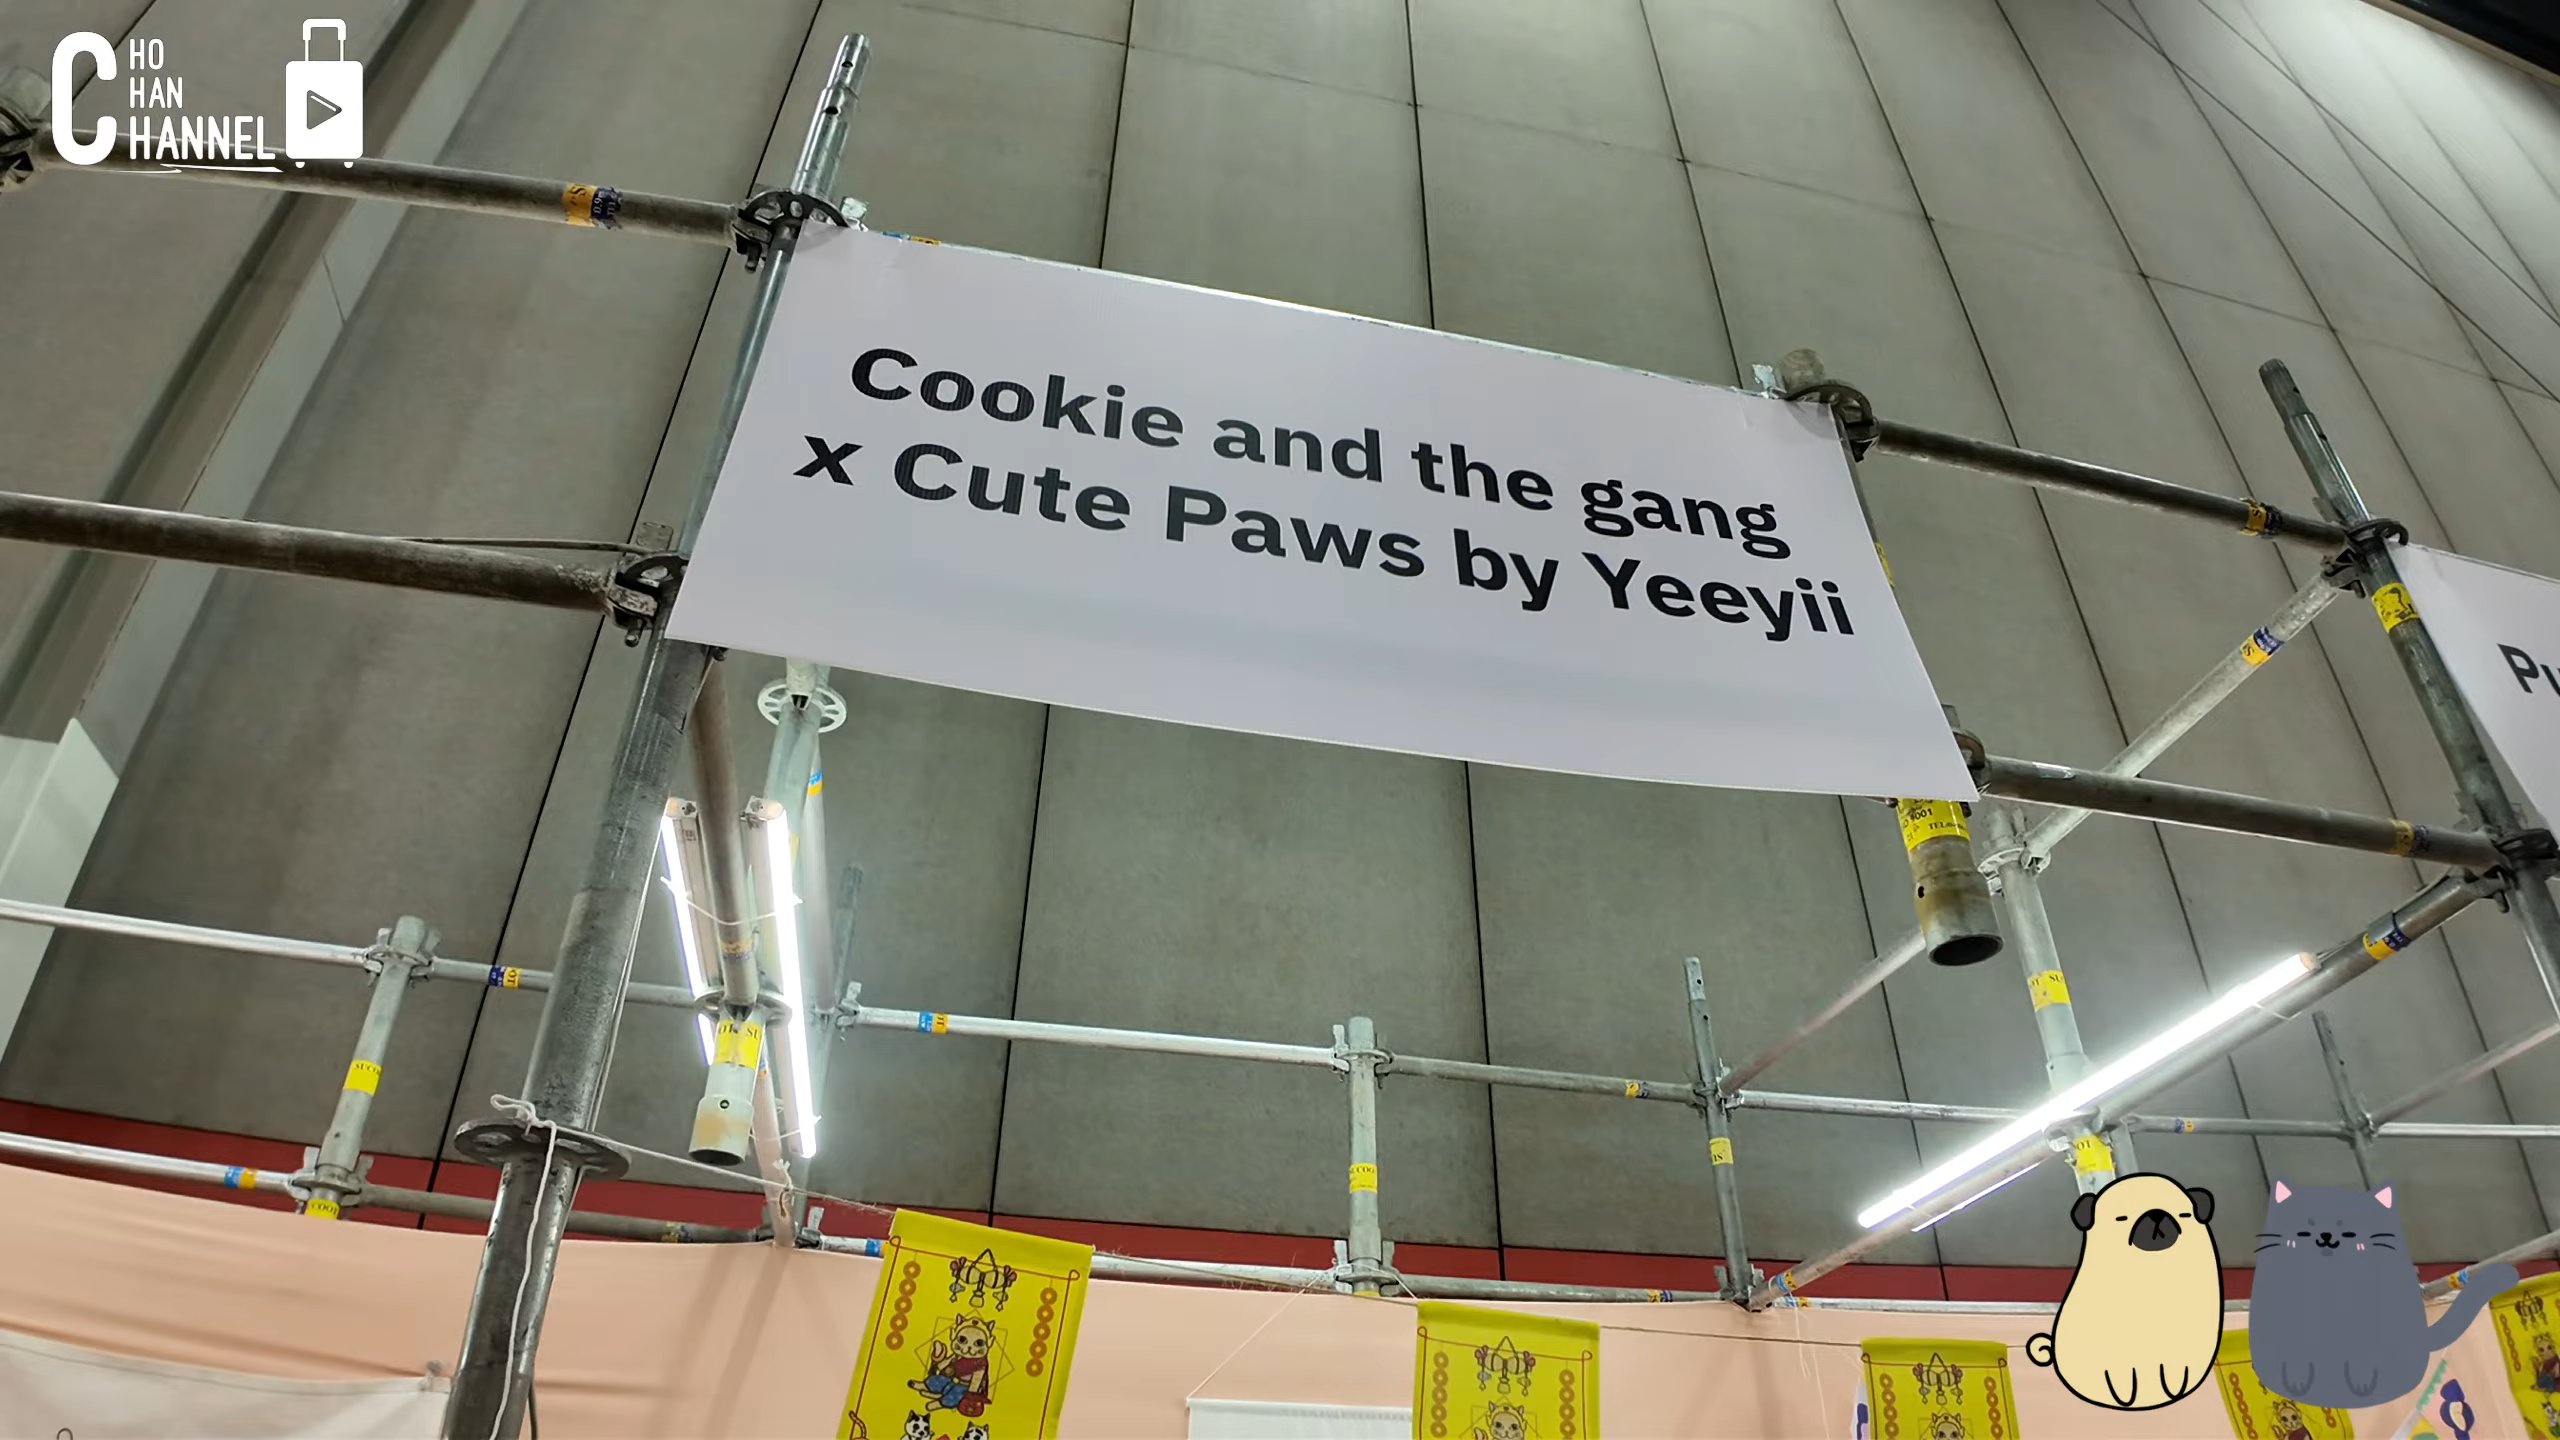 CHO
HAN
CHANNEL
Cookie and the gang
x Cute Paws by Yeeyii